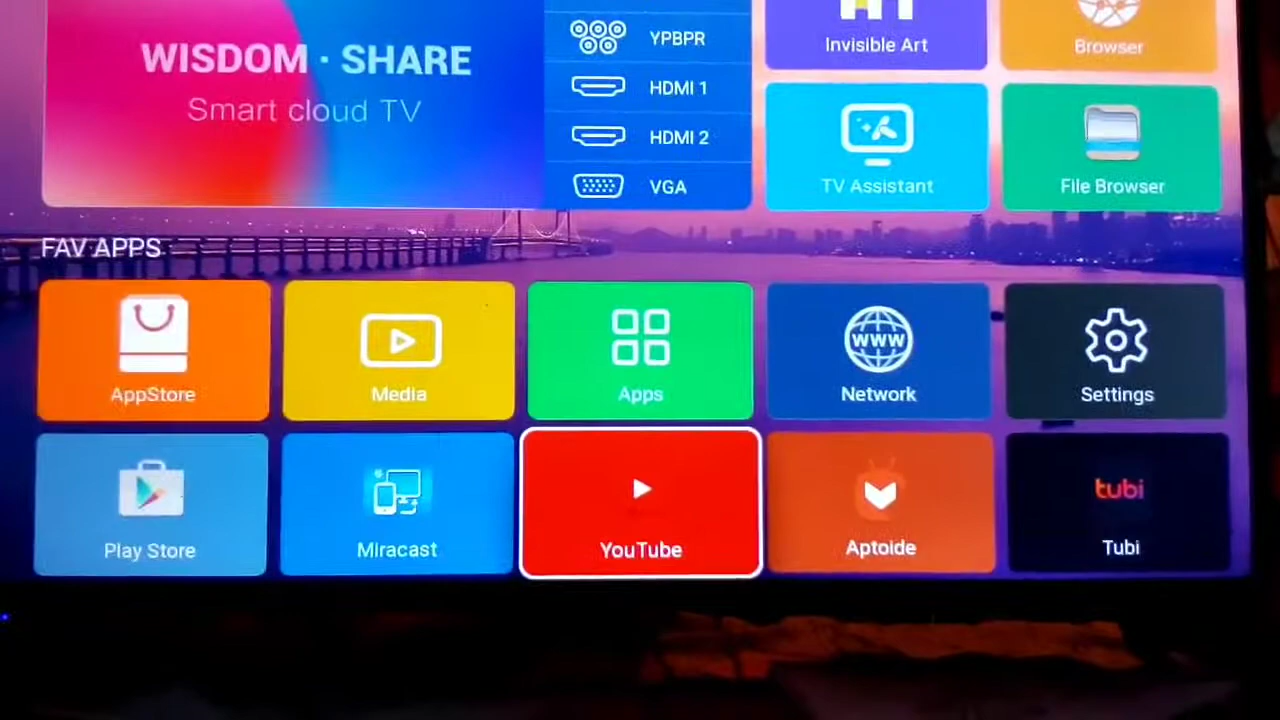 WISDOM · SHARE
Smart cloud TV
YPBPR
HDMI 1
HDMI 2
VGA
Invisible Art
Browser
TV Assistant
File Browser
FAV APPS
AppStore
Media
Apps
WWW
Network
Settings
Play Store
Miracast
YouTube
Aptoide
tubi
Tubi